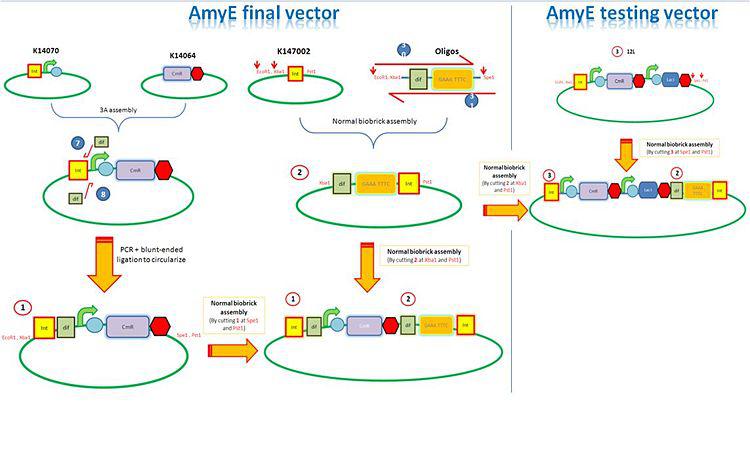 AmyE final vector
AmyE testing vector
K14070
K14064
K147002
Oligos
3
12L
Int
CmR
EcoR1, Xba1
Int
Pst1
EcoR1, Xba1
dif
GAAA TTTC
Spe1
Int
CmR
LacI
3A assembly
Normal biobrick assembly
7
dif
Int
CmR
dif
8
2
Xba1
dif
GAAA TTTC
Int
Pst1
Normal biobrick
assembly
(By cutting 2 at Xba1
and Pst1)
Normal biobrick assembly
(By cutting 3 at Spe1 and Pst1)
3
2
Int
CmR
LacI
dif
GAAA
TTTC
Int
PCR + blunt-ended
ligation to circularize
Normal biobrick assembly
(By cutting 2 at Xba1 and Pst1)
1
EcoR1, Xba1
Int
dif
CmR
Spe1, Pst1
Normal biobrick
assembly
(By cutting 1 at Spe1
and Pst1)
1
2
Int
dif
CmR
dif
GAAA TTTC
Int